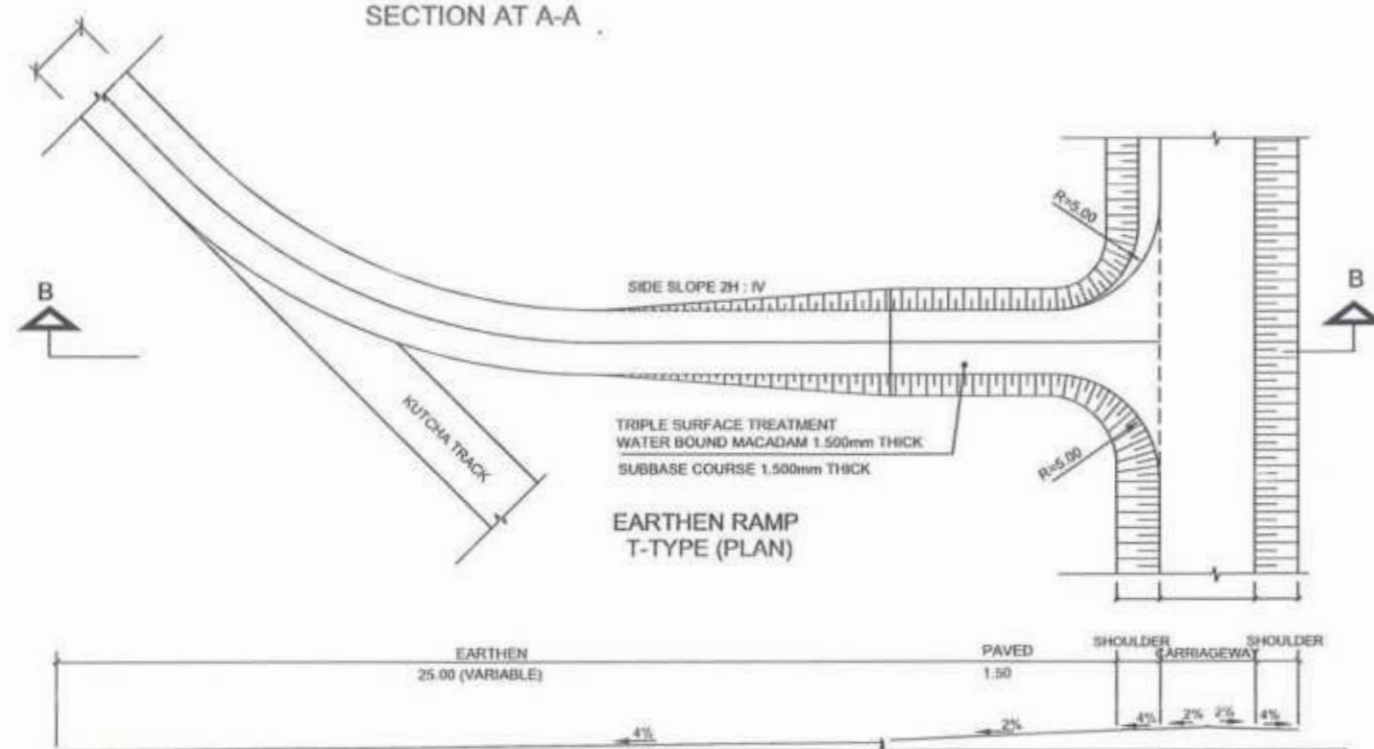 SECTION AT A-A
R=5.00
B
B
SIDE SLOPE 2H : IV
KUTCHA TRACK
TRIPLE SURFACE TREATMENT
WATER BOUND MACADAM 1.500mm THICK
SUBBASE COURSE 1.500mm THICK
R=5.00
EARTHEN RAMP
T-TYPE (PLAN)
EARTHEN
PAVED
SHOULDER
CARRIAGEWAY
SHOULDER
25.00 (VARIABLE)
1.50
4%
2%
4%
2%
2%
4%